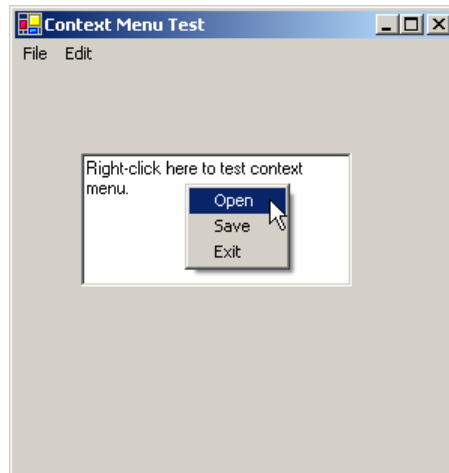 Context Menu Test
File Edit
Right-click here to test context
menu.
Open
Save
Exit